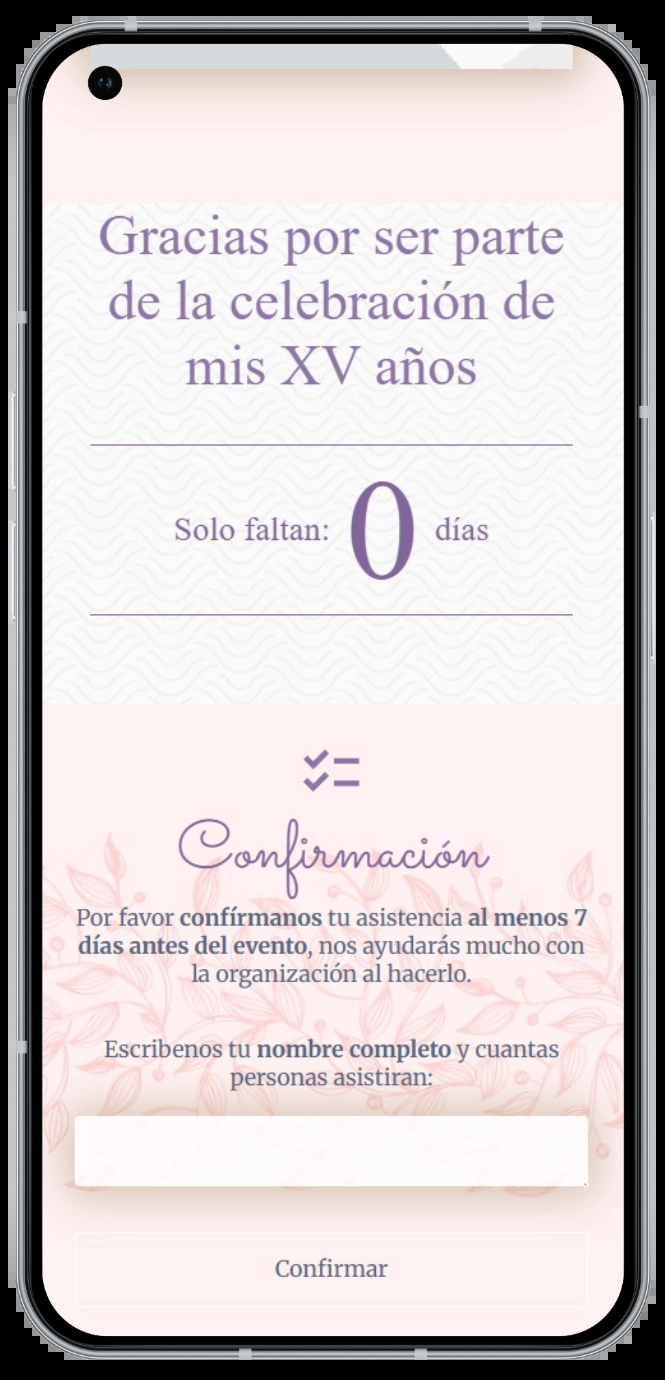 Gracias por ser parte
de la celebración de
mis XV años
Solo faltan: 0 días
Confirmación
Por favor confírmanos tu asistencia al menos 7
días antes del evento, nos ayudarás mucho con
la organización al hacerlo.
Escribenos tu nombre completo y cuantas
personas asistiran:
Confirmar